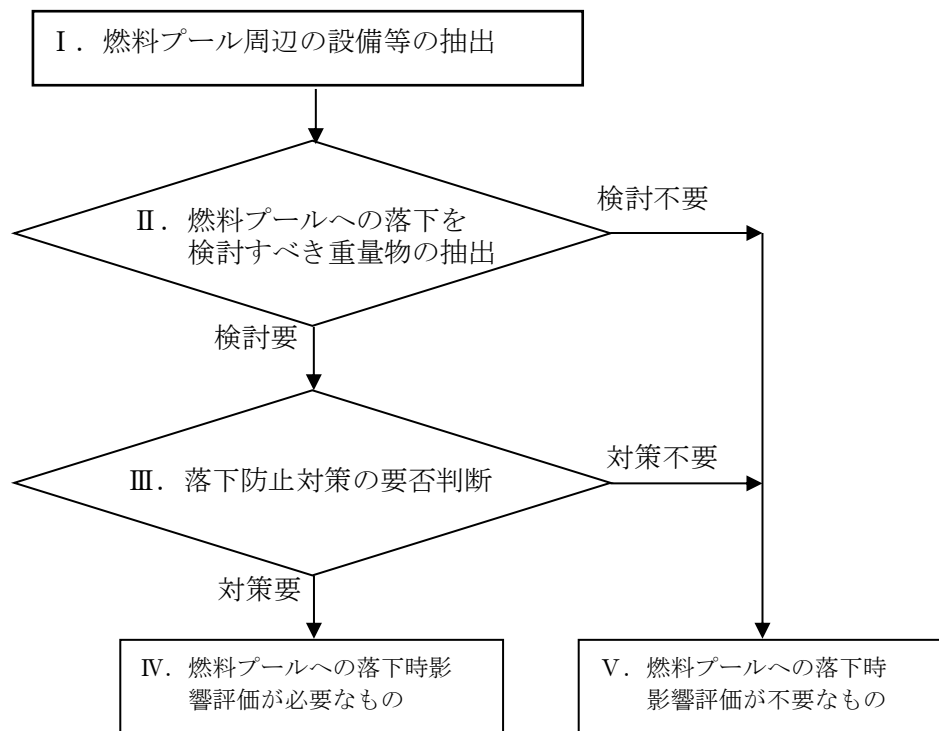 Ⅰ．燃料プール周辺の設備等の抽出
検討不要
Ⅱ．燃料プールへの落下を
検討すべき重量物の抽出
検討要
対策不要
Ⅲ．落下防止対策の要否判断
対策要
Ⅳ．燃料プールへの落下時影
響評価が必要なもの
Ⅴ．燃料プールへの落下時
影響評価が不要なもの